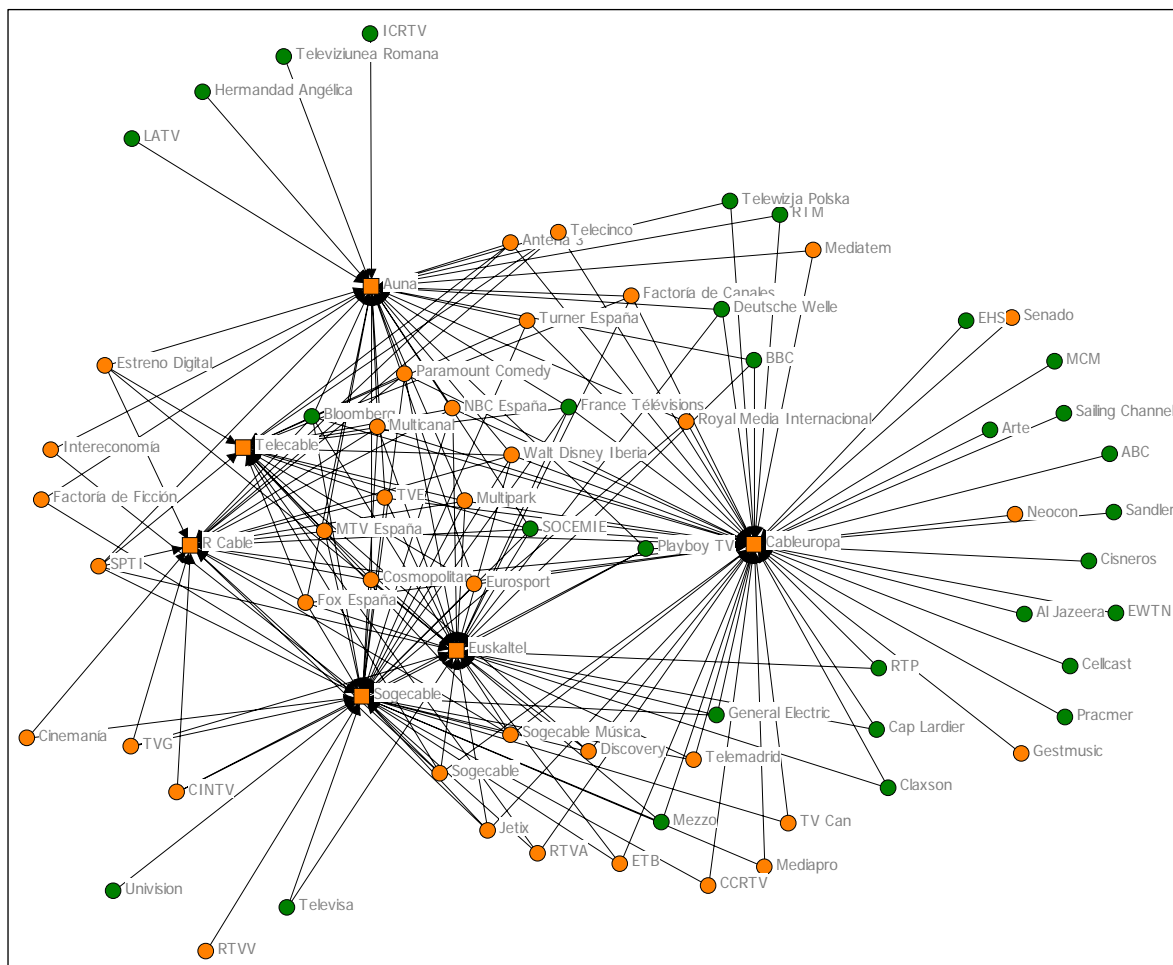 ICRTV
Televiziunea Romana
Hermandad Angélica
LATV
Telewizja Polska
RTM
Telecinco
Antena 3
Mediatem
Auna
Factoría de Canales
Deutsche Welle
Turner España
EHS
Senado
BBC
MCM
Estreno Digital
Paramount Comedy
NBC España
France Télévisions
Sailing Channel
Bloomberg
Multicanal
Royal Media Internacional
Arte
Intereconomía
Telecable
Walt Disney Iberia
ABC
Factoría de Ficción
TVE
Multipark
Neocon
Sandler
MTV España
SOCEMIE
R Cable
Playboy TV
Cableuropa
SPTI
Cosmopolitan
Eurosport
Cisneros
Fox España
Al Jazeera
EWTN
Euskaltel
RTP
Cellcast
Sogecable
General Electric
Pracmer
Cinemanía
TVG
Sogecable Música
Cap Lardier
Discovery
Telemadrid
Gestmusic
Sogecable
CINTV
Claxson
Jetix
Mezzo
TV Can
RTVA
ETB
Mediapro
CCRTV
Univision
Televisa
RTVV